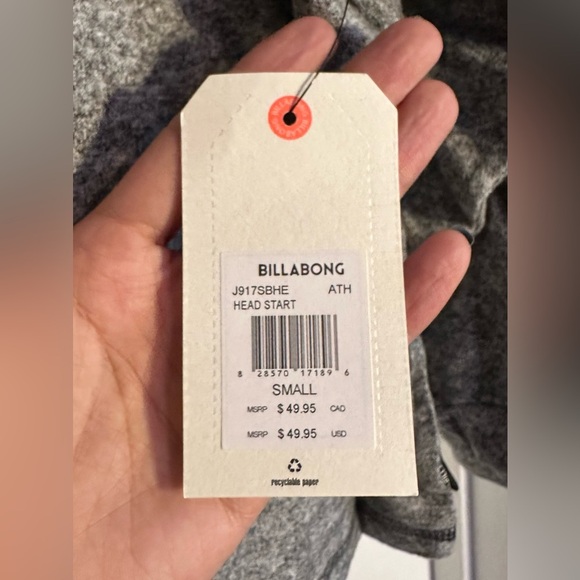 BILLABONG
J917SBHE ATH
HEAD START
8 28570 17189 6
SMALL
MSRP $ 49.95 CAD
MSRP $ 49.95 USD
recyclable paper